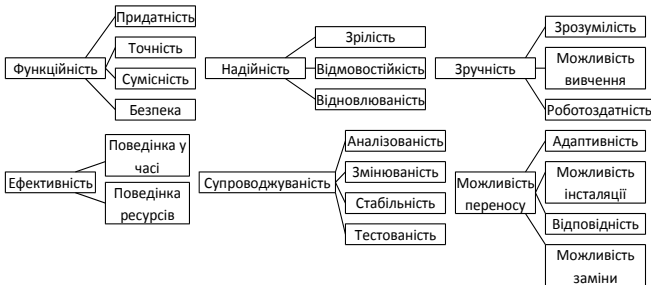 Функційність
Придатність
Точність
Сумісність
Безпека
Надійність
Зрілість
Відмовостійкість
Відновлюваність
Зручність
Зрозумілість
Можливість
вивчення
Роботоздатність
Ефективність
Поведінка у
часі
Поведінка
ресурсів
Супроводжуваність
Аналізованість
Змінюваність
Стабільність
Тестованість
Можливість
переносу
Адаптивність
Можливість
інсталяції
Відповідність
Можливість
заміни